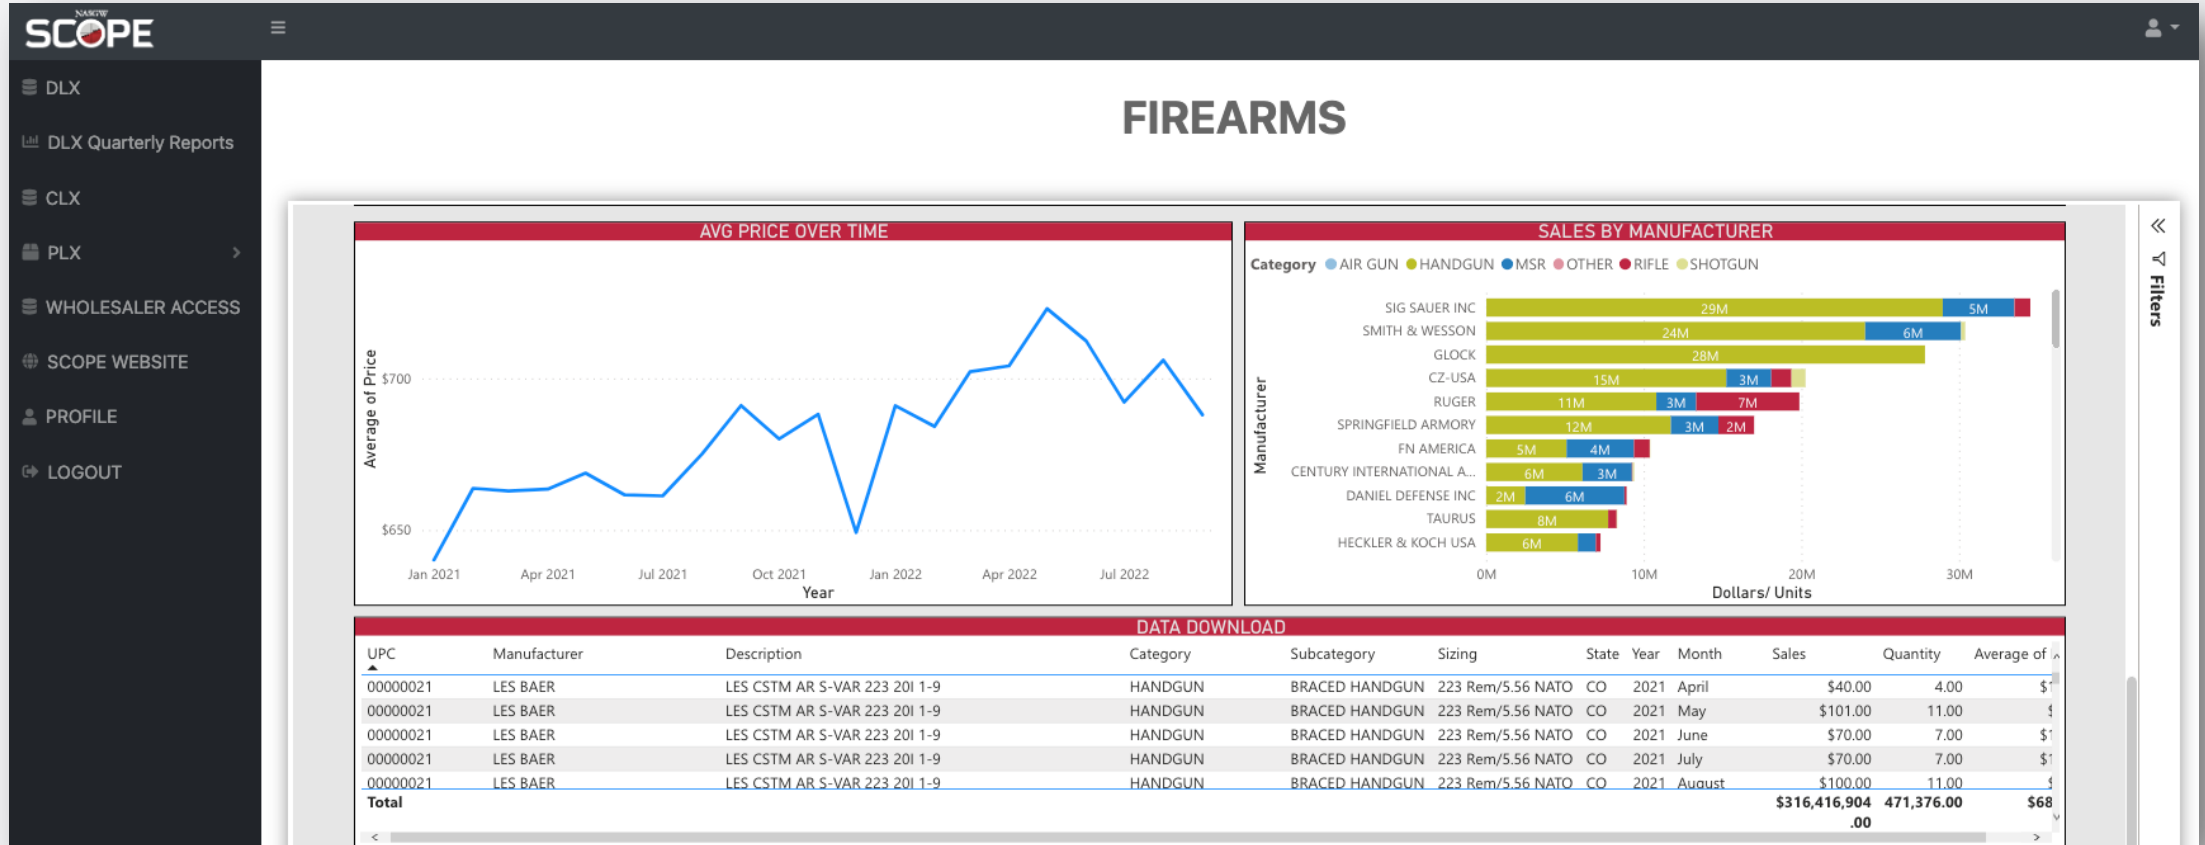 NASGW
SCOPE
DLX
DLX Quarterly Reports
CLX
PLX
WHOLESALER ACCESS
SCOPE WEBSITE
PROFILE
LOGOUT
FIREARMS
AVG PRICE OVER TIME
Average of Price
$700
$650
Jan 2021 Apr 2021 Jul 2021 Oct 2021 Jan 2022 Apr 2022 Jul 2022
Year
SALES BY MANUFACTURER
Category AIR GUN HANDGUN MSR OTHER RIFLE SHOTGUN
Manufacturer
SIG SAUER INC 29M 5M
SMITH & WESSON 24M 6M
GLOCK 28M
CZ-USA 15M 3M
RUGER 11M 3M 7M
SPRINGFIELD ARMORY 12M 3M 2M
FN AMERICA 5M 4M
CENTURY INTERNATIONAL A... 6M 3M
DANIEL DEFENSE INC 2M 6M
TAURUS 8M
HECKLER & KOCH USA 6M
0M 10M 20M 30M
Dollars/ Units
Filters
DATA DOWNLOAD
UPC Manufacturer Description Category Subcategory Sizing State Year Month Sales Quantity Average of
00000021 LES BAER LES CSTM AR S-VAR 223 20I 1-9 HANDGUN BRACED HANDGUN 223 Rem/5.56 NATO CO 2021 April $40.00 4.00 $1
00000021 LES BAER LES CSTM AR S-VAR 223 20I 1-9 HANDGUN BRACED HANDGUN 223 Rem/5.56 NATO CO 2021 May $101.00 11.00 $
00000021 LES BAER LES CSTM AR S-VAR 223 20I 1-9 HANDGUN BRACED HANDGUN 223 Rem/5.56 NATO CO 2021 June $70.00 7.00 $1
00000021 LES BAER LES CSTM AR S-VAR 223 20I 1-9 HANDGUN BRACED HANDGUN 223 Rem/5.56 NATO CO 2021 July $70.00 7.00 $1
00000021 LES BAER LES CSTM AR S-VAR 223 20I 1-9 HANDGUN BRACED HANDGUN 223 Rem/5.56 NATO CO 2021 August $100.00 11.00 $
Total $316,416,904 471,376.00 $68
.00